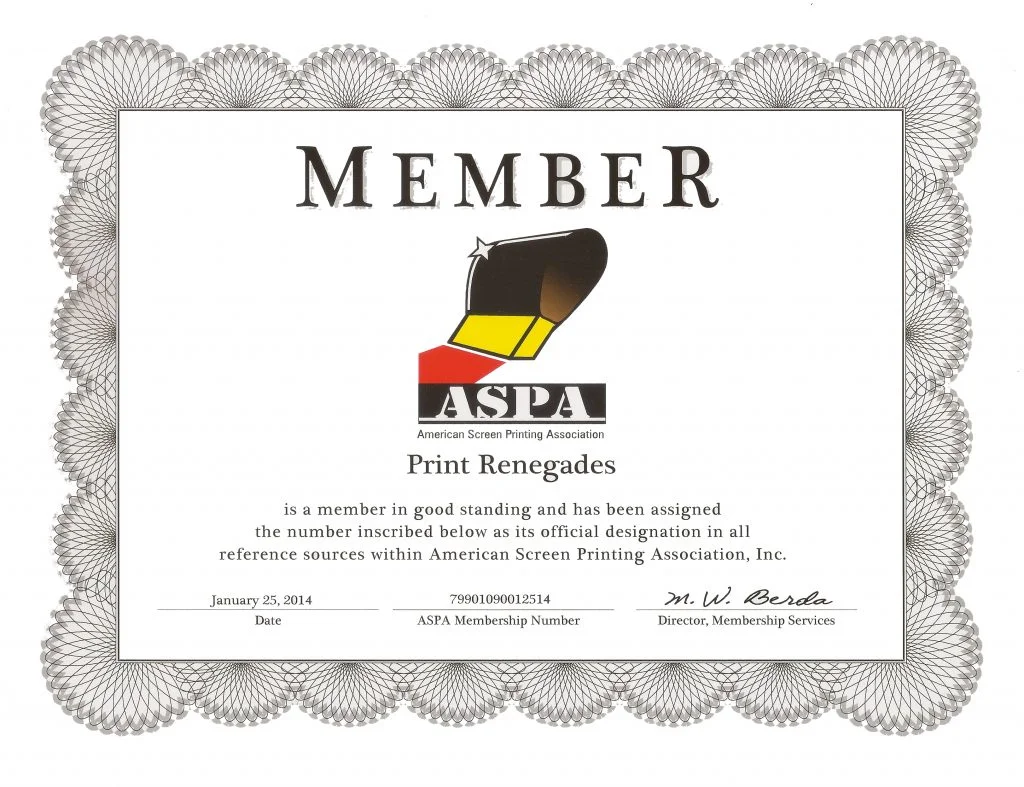 MEMBER
ASPA
American Screen Printing Association
Print Renegades
is a member in good standing and has been assigned
the number inscribed below as its official designation in all
reference sources within American Screen Printing Association, Inc.
January 25, 2014 79901090012514 M. W. Berda
Date ASPA Membership Number Director, Membership Services